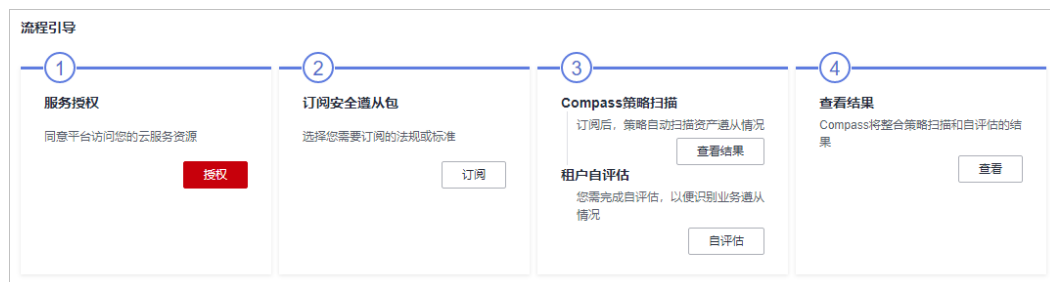 流程引导
1
服务授权
同意平台访问您的云服务资源
授权
2
订阅安全遵从包
选择您需要订阅的法规或标准
订阅
3
Compass策略扫描
订阅后，策略自动扫描资产遵从情况
查看结果
租户自评估
您需完成自评估，以便识别业务遵从
情况
自评估
4
查看结果
Compass将整合策略扫描和自评估的结
果
查看